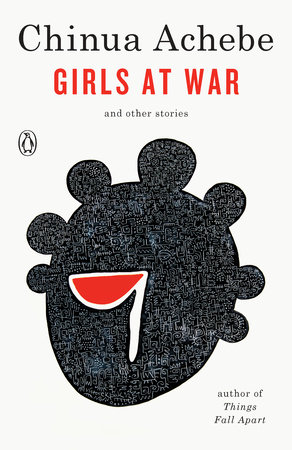 Chinua Achebe
GIRLS AT WAR
and other stories
author of
Things
Fall Apart